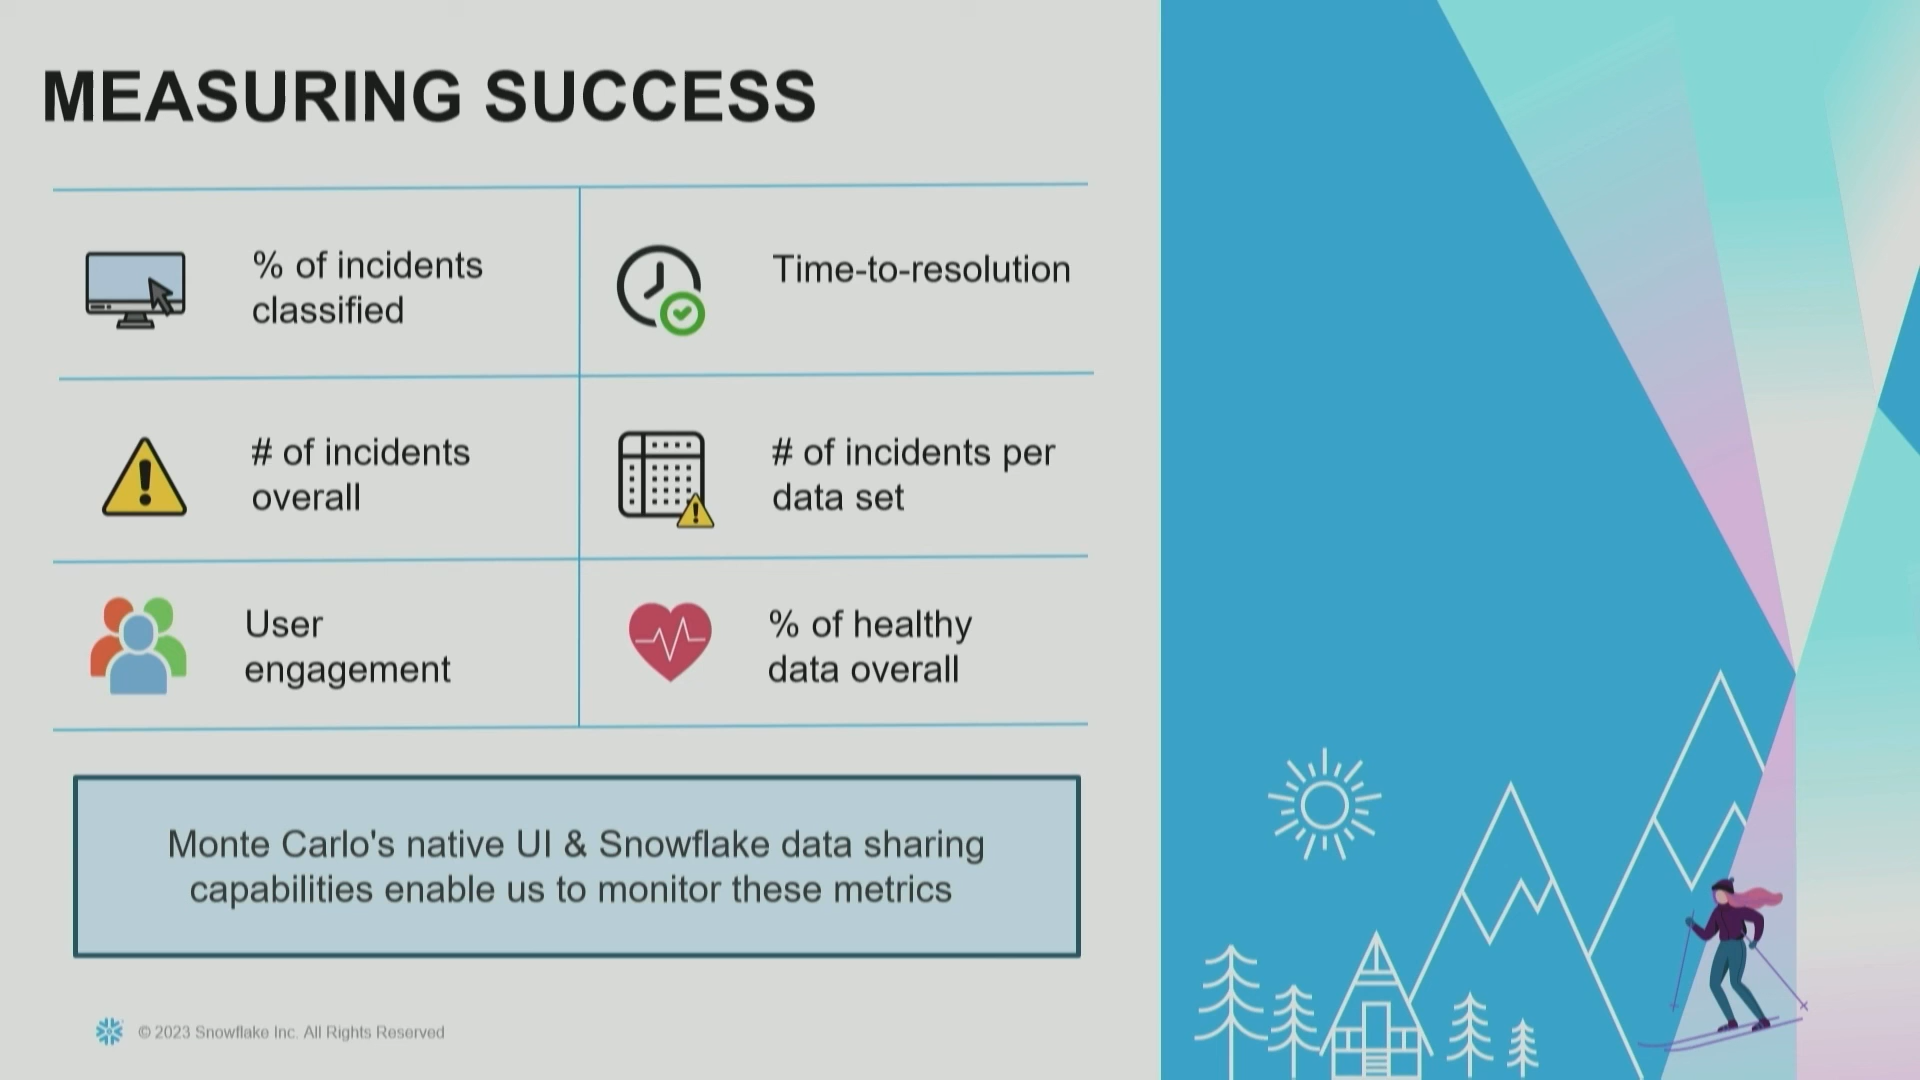 MEASURING SUCCESS
% of incidents
classified
Time-to-resolution
# of incidents
overall
# of incidents per
data set
User
engagement
% of healthy
data overall
Monte Carlo's native UI & Snowflake data sharing
capabilities enable us to monitor these metrics
© 2023 Snowflake Inc. All Rights Reserved